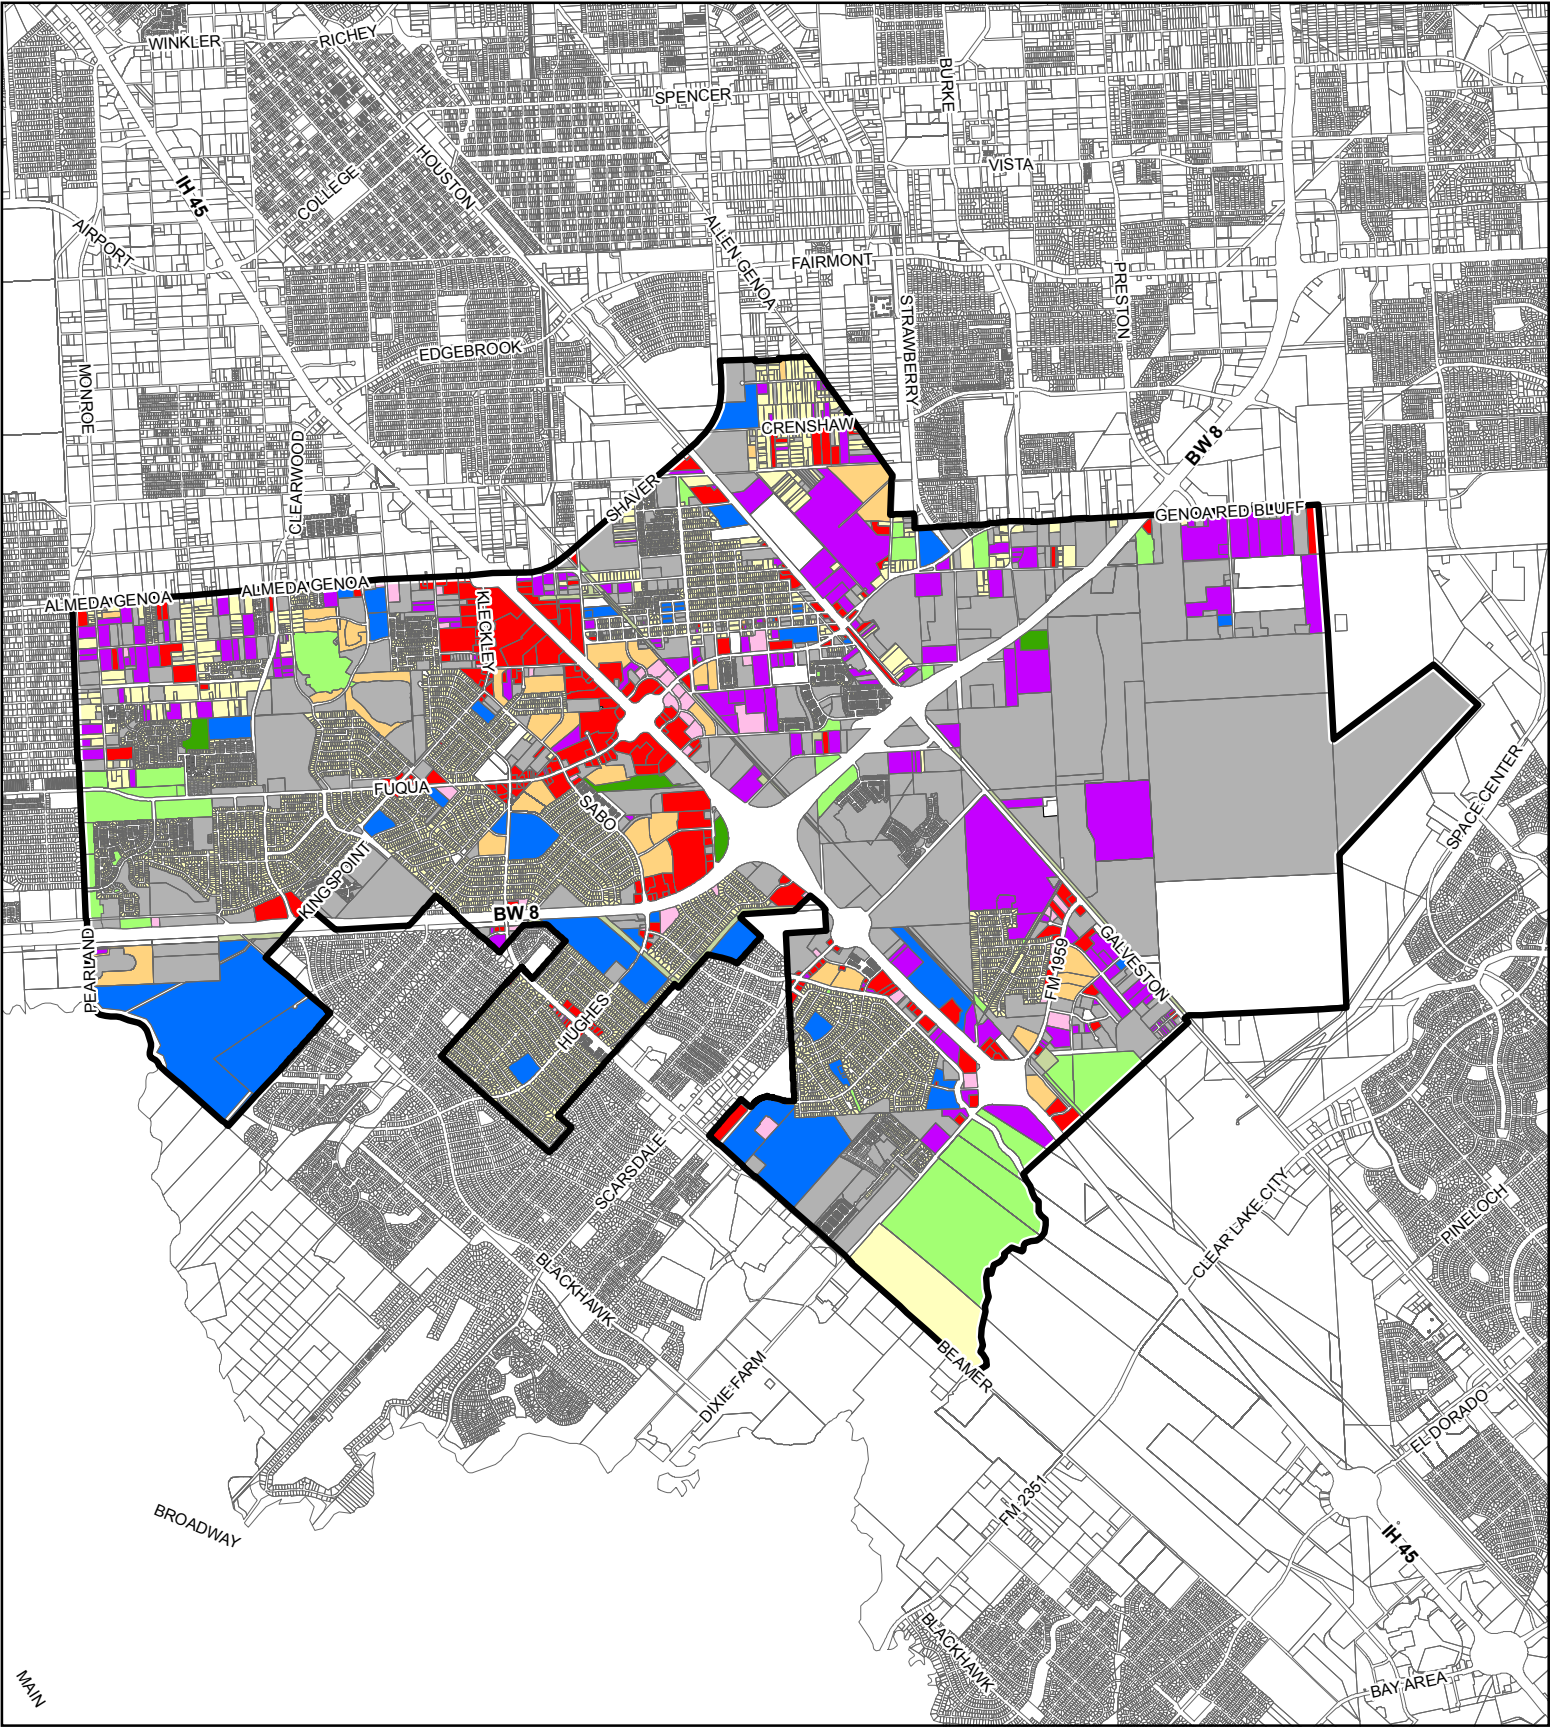 WINKLER
RICHEY
BURKE
SPENCER
VISTA
HOUSTON
COLLEGE
IH 45
AIRPORT
ALLEN GENOA
FAIRMONT
PRESTON
STRAWBERRY
EDGEBROOK
MONROE
CLEARWOOD
CRENSHAW
BW 8
SHAVER
GENOA RED BLUFF
ALMEDA GENOA
ALMEDA GENOA
KLECKLEY
FUQUA
SABO
SPACE CENTER
KINGSPOINT
BW 8
PEARLAND
GALVESTON
FM 1959
HUGHES
SCARSDALE
CLEAR LAKE CITY
PINELOCH
BLACKHAWK
BEAMER
DIXIE FARM
EL DORADO
FM 2351
BROADWAY
IH 45
BLACKHAWK
BAY AREA
MAIN